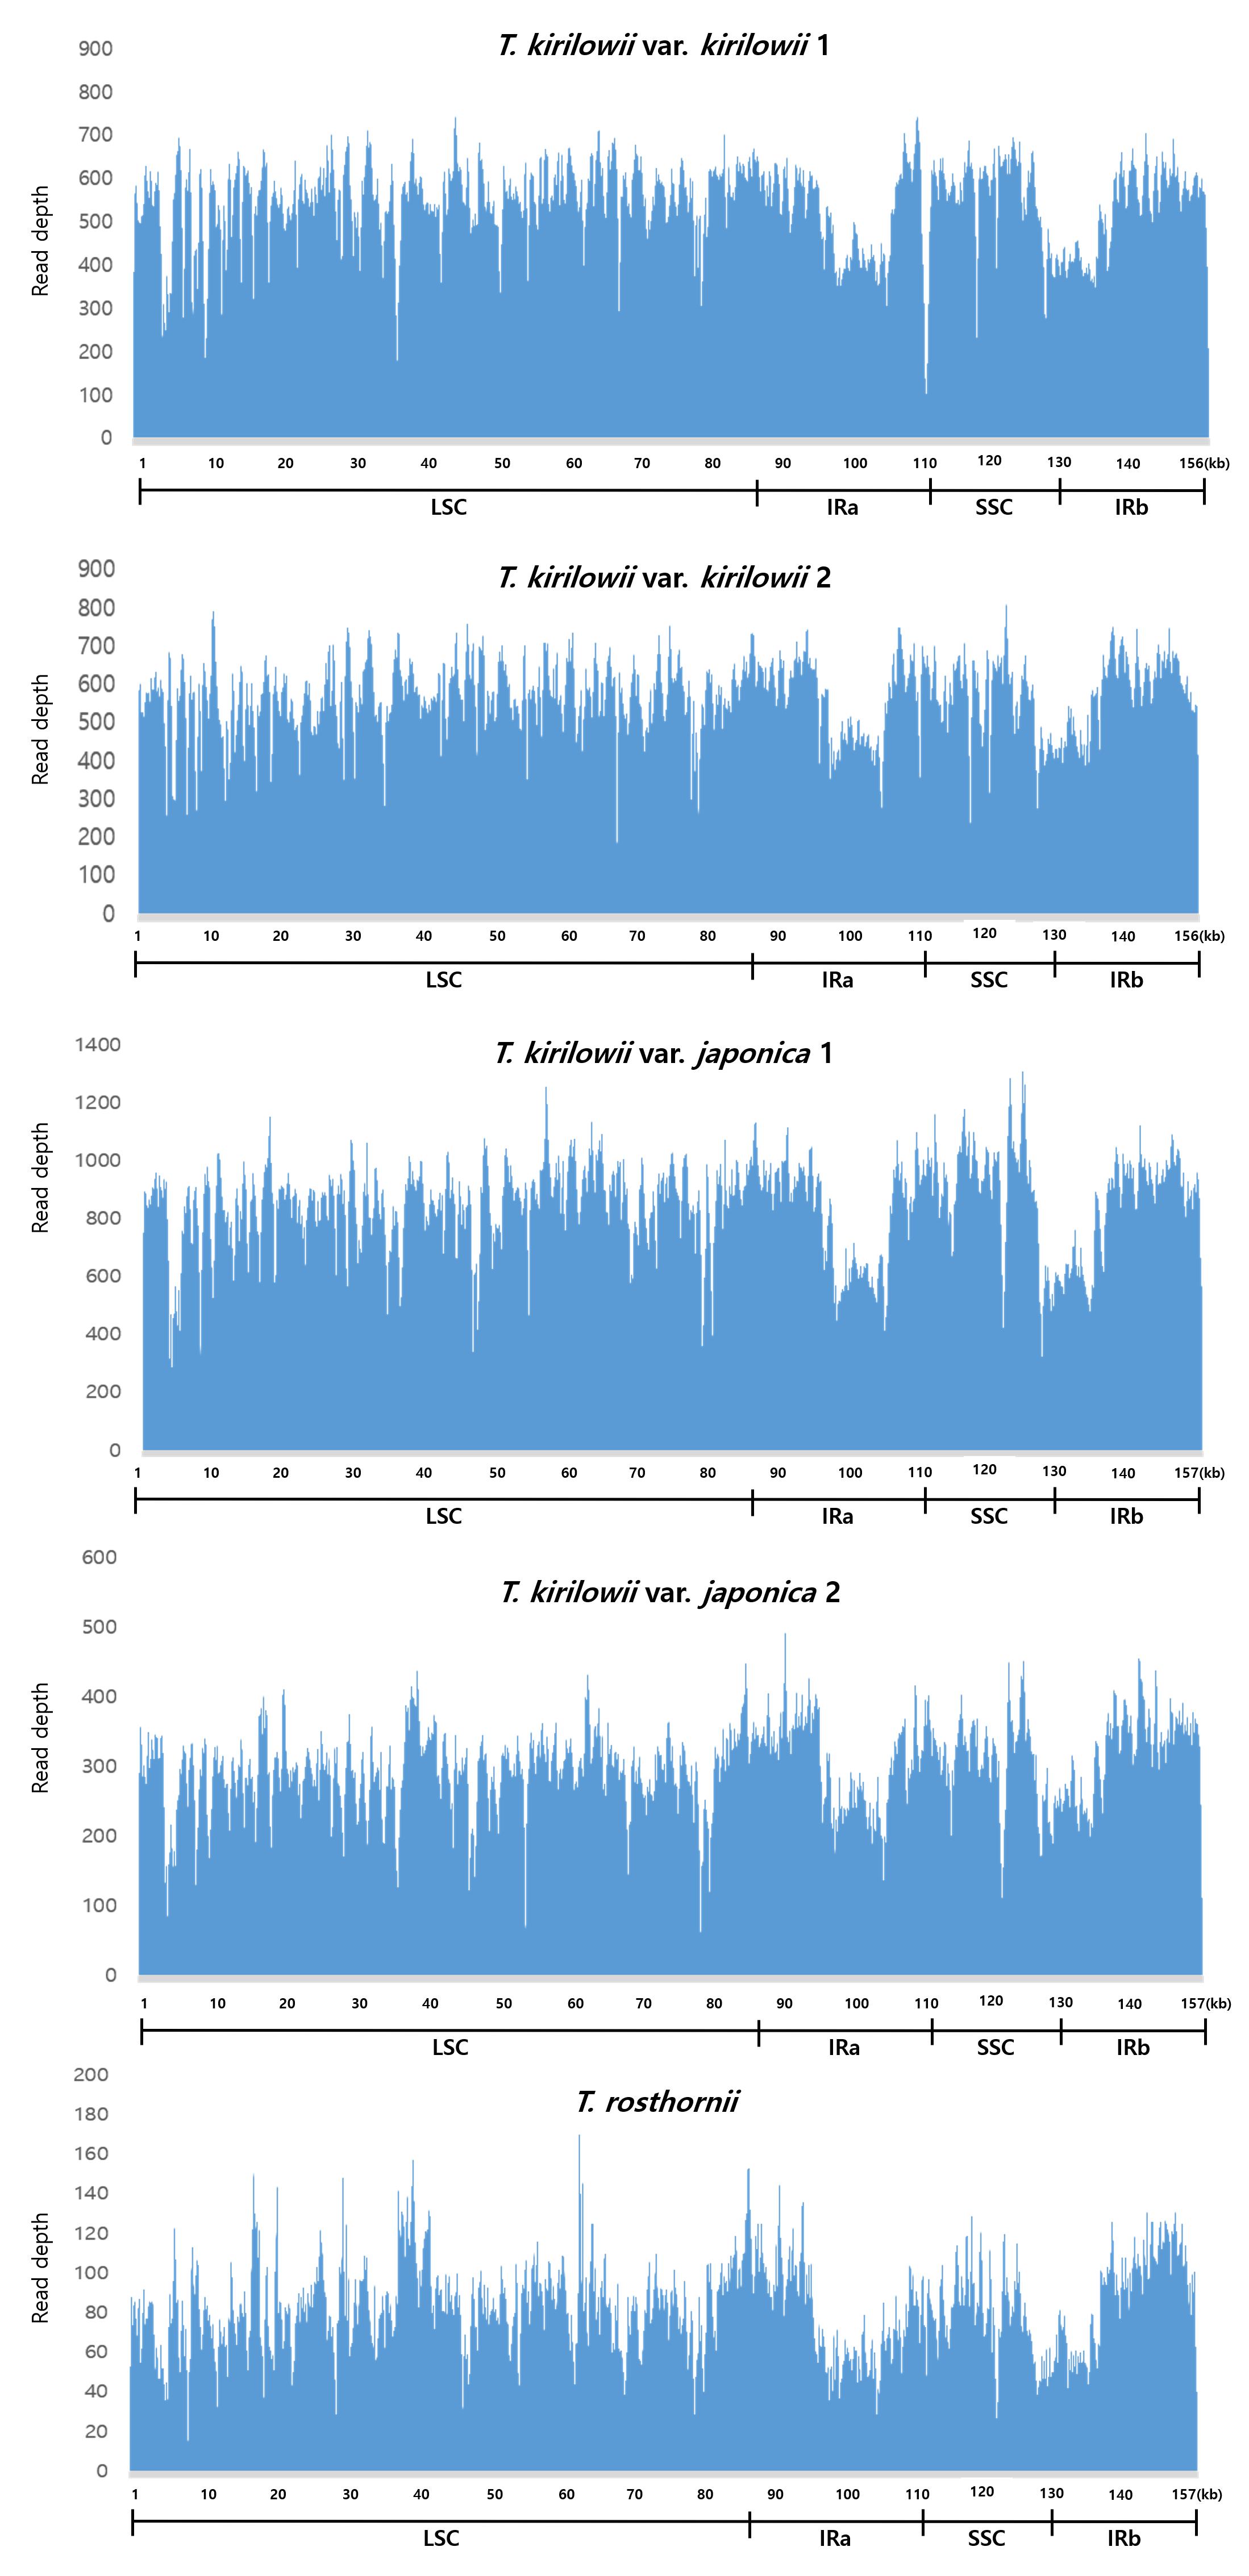 T. kirilowii var. kirilowii 1
900
800
700
600
500
400
300
200
100
0
Read depth
1 10 20 30 40 50 60 70 80 90 100 110 120 130 140 156(kb)
LSC IRa SSC IRb
T. kirilowii var. kirilowii 2
900
800
700
600
500
400
300
200
100
0
Read depth
1 10 20 30 40 50 60 70 80 90 100 110 120 130 140 156(kb)
LSC IRa SSC IRb
T. kirilowii var. japonica 1
1400
1200
1000
800
600
400
200
0
Read depth
1 10 20 30 40 50 60 70 80 90 100 110 120 130 140 157(kb)
LSC IRa SSC IRb
T. kirilowii var. japonica 2
600
500
400
300
200
100
0
Read depth
1 10 20 30 40 50 60 70 80 90 100 110 120 130 140 157(kb)
LSC IRa SSC IRb
T. rosthornii
200
180
160
140
120
100
80
60
40
20
0
Read depth
1 10 20 30 40 50 60 70 80 90 100 110 120 130 140 157(kb)
LSC IRa SSC IRb